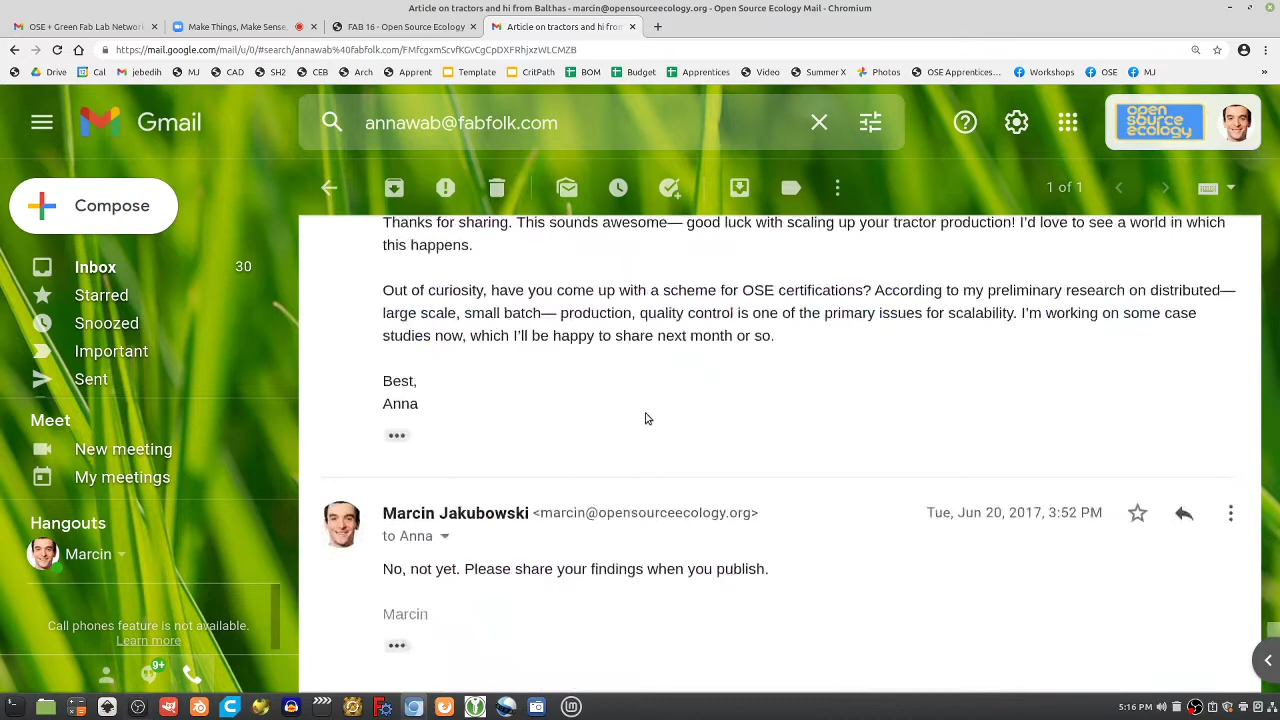 Article on tractors and hi from Balthas - marcin@opensourceecology.org - Open Source Ecology Mail - Chromium
OSE + Green Fab Lab Network
Make Things, Make Sense.
FAB 16 - Open Source Ecology
Article on tractors and hi from
https://mail.google.com/mail/u/0/#search/annawab%40fabfolk.com/FMfcgxmScvfKGvCgCpDXFRhjxzWLCMZB
Drive
Cal
jebedih
MJ
CAD
SH2
CEB
Arch
Apprent
Template
CritPath
BOM
Budget
Apprentices
Video
Summer X
Photos
OSE Apprentices...
Workshops
OSE
MJ
»
Gmail
annawab@fabfolk.com
open
source
ecology
1 of 1
Compose
Inbox 30
Starred
Snoozed
Important
Sent
Meet
New meeting
My meetings
Hangouts
Marcin
Call phones feature is not available.
Learn more
9+
Thanks for sharing. This sounds awesome— good luck with scaling up your tractor production! I'd love to see a world in which
this happens.
Out of curiosity, have you come up with a scheme for OSE certifications? According to my preliminary research on distributed—
large scale, small batch— production, quality control is one of the primary issues for scalability. I'm working on some case
studies now, which I'll be happy to share next month or so.
Best,
Anna
Marcin Jakubowski <marcin@opensourceecology.org>
Tue, Jun 20, 2017, 3:52 PM
to Anna
No, not yet. Please share your findings when you publish.
Marcin
5:16 PM